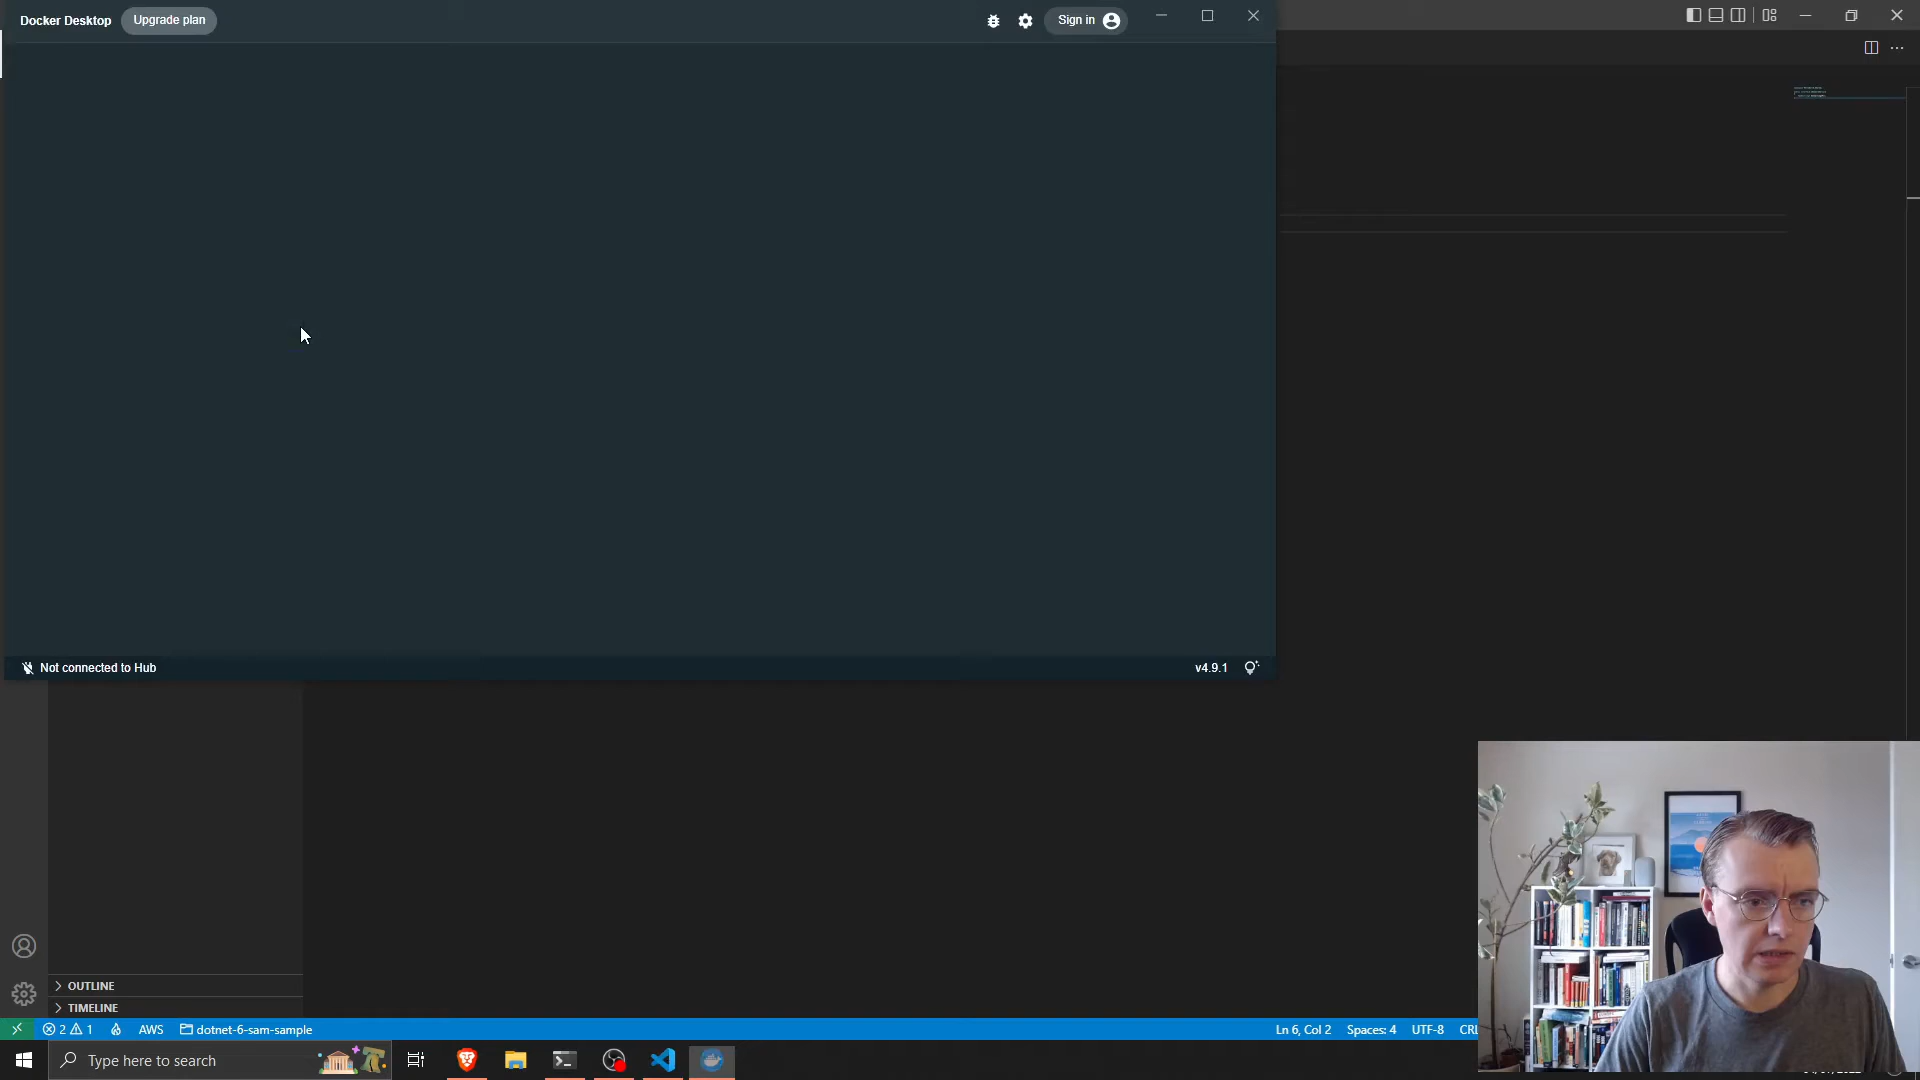 Docker Desktop
Upgrade plan
Sign in
Not connected to Hub
v4.9.1
OUTLINE
TIMELINE
2
1
AWS
dotnet-6-sam-sample
Ln 6, Col 2
Spaces: 4
UTF-8
CRL
Type here to search